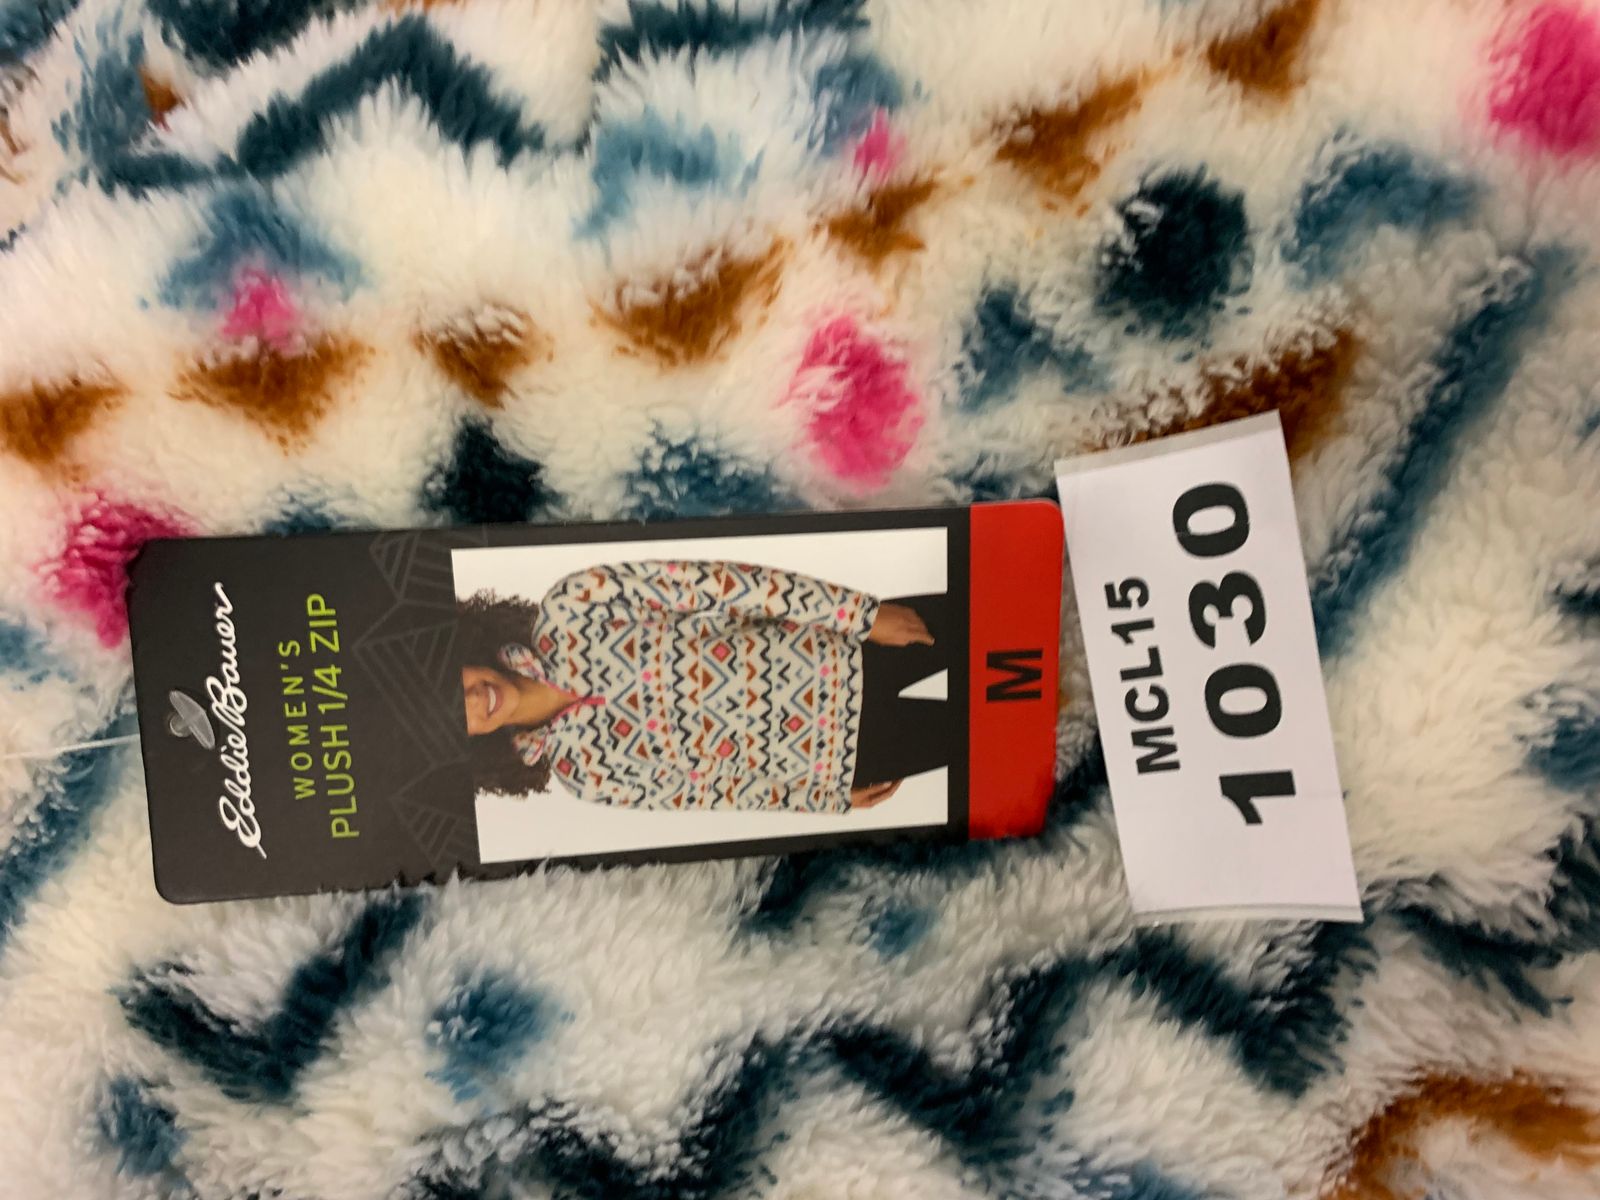 Eddie Bauer
WOMEN'S
PLUSH 1/4 ZIP
M
MCL15
1030